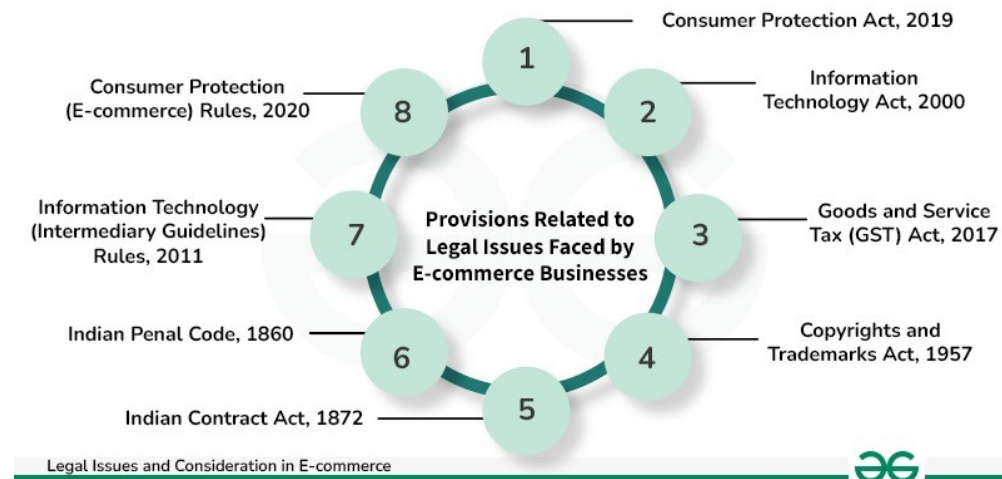 1
Consumer Protection Act, 2019
2
Information
Technology Act, 2000
3
Goods and Service
Tax (GST) Act, 2017
4
Copyrights and
Trademarks Act, 1957
5
Indian Contract Act, 1872
6
Indian Penal Code, 1860
7
Information Technology
(Intermediary Guidelines)
Rules, 2011
8
Consumer Protection
(E-commerce) Rules, 2020
Provisions Related to
Legal Issues Faced by
E-commerce Businesses
Legal Issues and Consideration in E-commerce